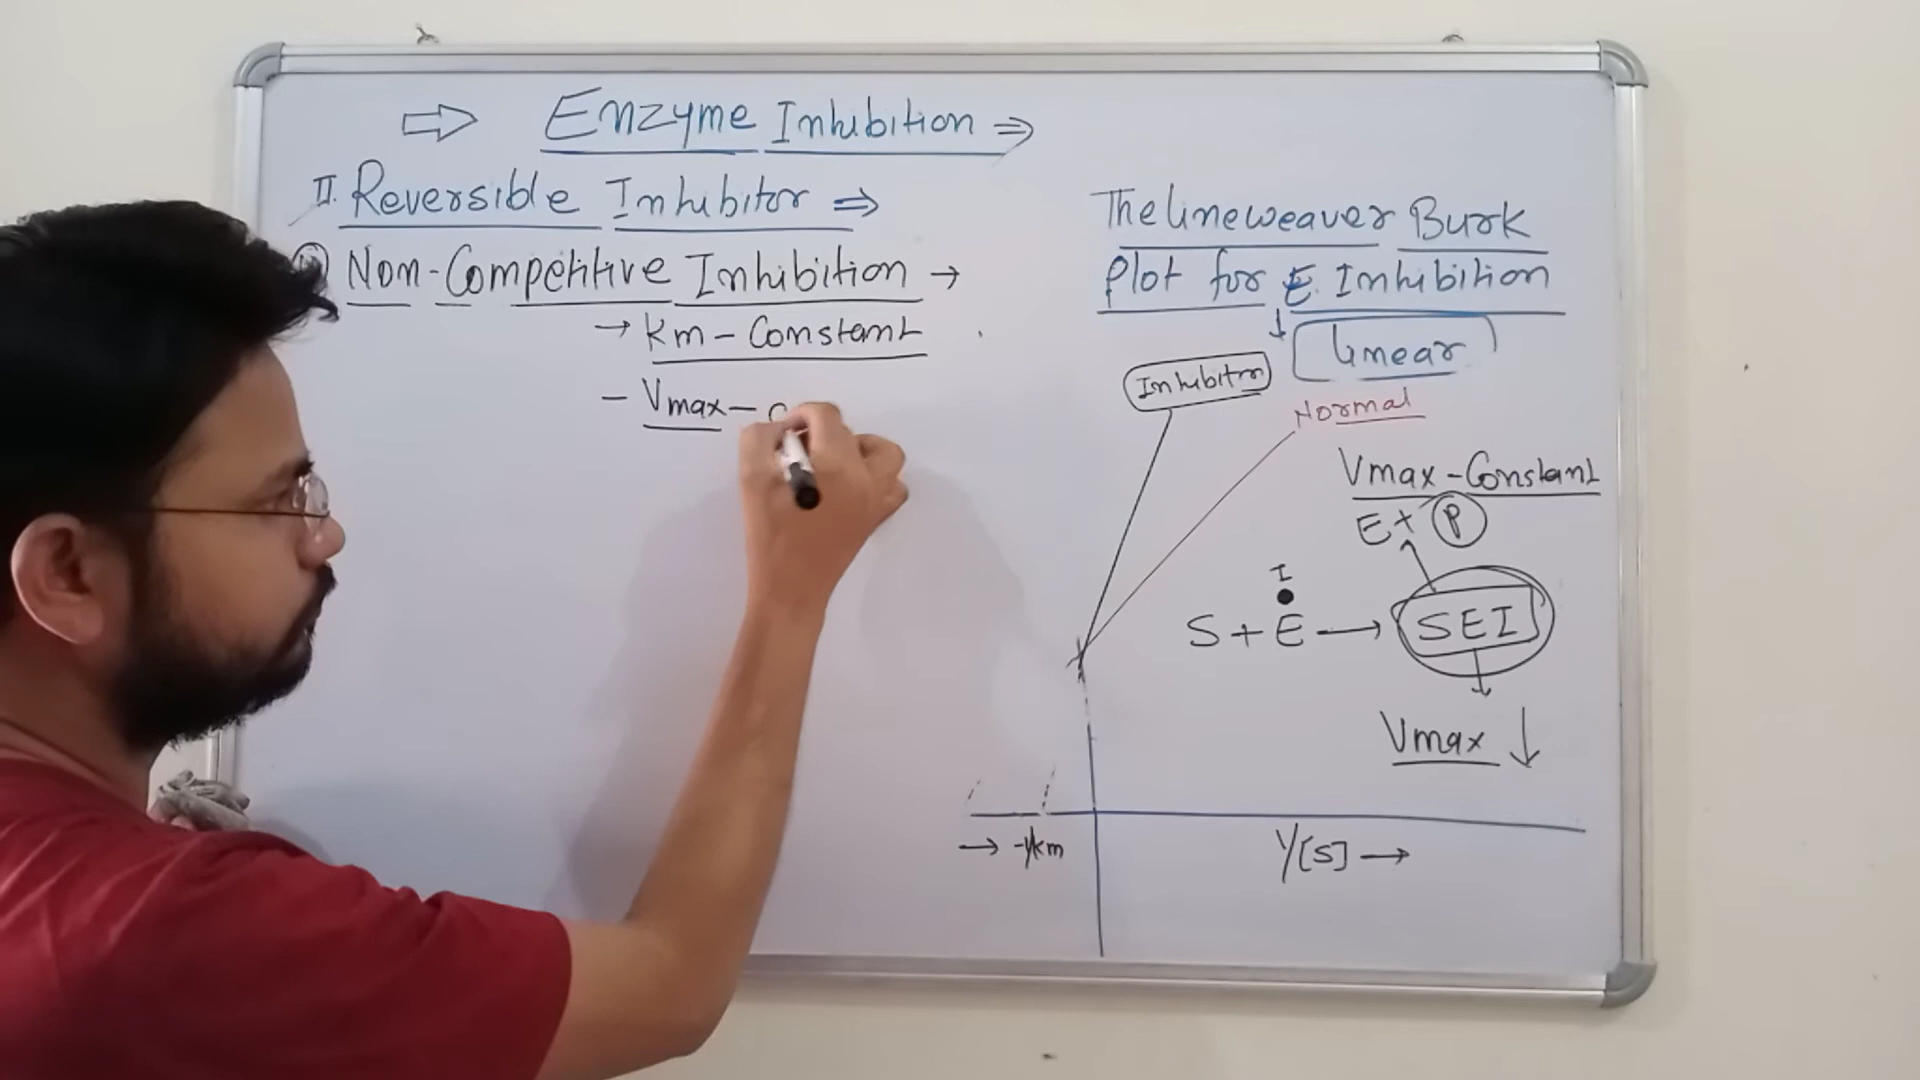 ⇨ Enzyme Inhibition ⇒
II. Reversible Inhibitor ⇒
Non-Competitive Inhibition →
→ Km - Constant
- Vmax -
The lineweaver Burk
Plot for E. Inhibition
↓ linear
Inhibitor
Normal
Vmax - Constant
E + P
I
S + E → SEI
Vmax ↓
→ -1/km
1/[S] →